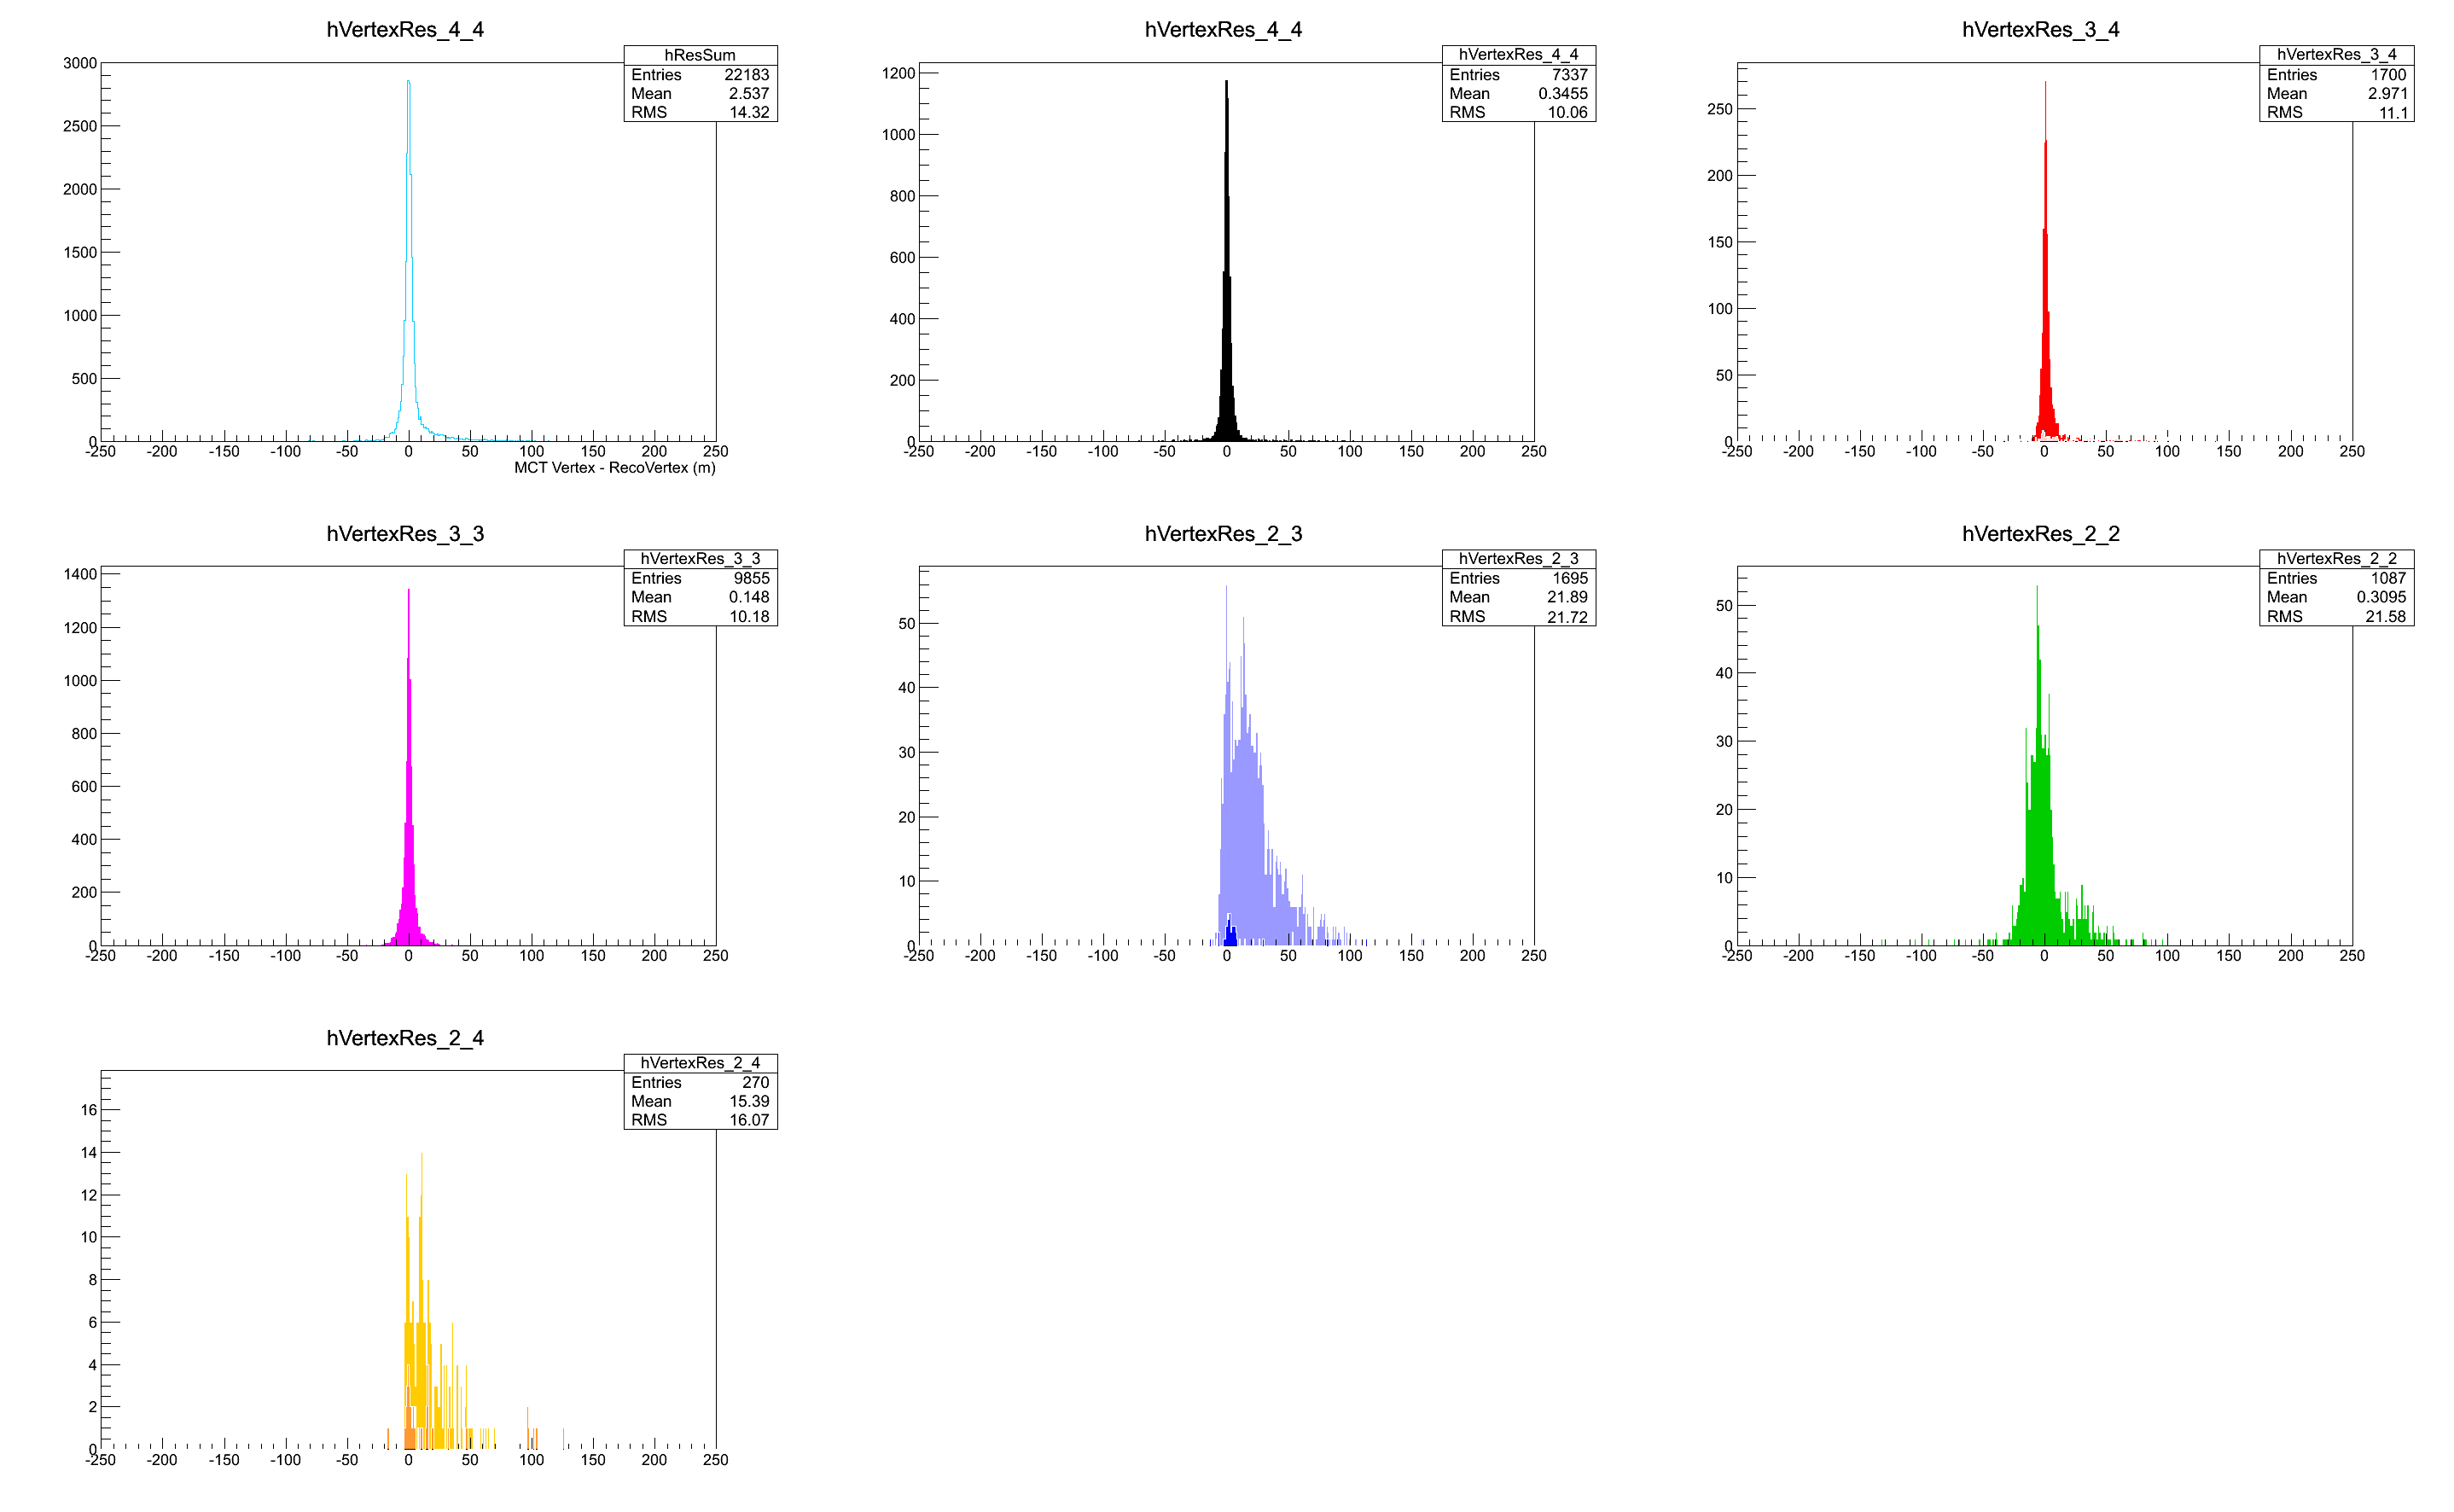 hVertexRes_4_4
hResSum
Entries 22183
Mean 2.537
RMS 14.32
3000
2500
2000
1500
1000
500
0
-250 -200 -150 -100 -50 0 50 100 150 200 250
MCT Vertex - RecoVertex (m)
hVertexRes_4_4
hVertexRes_4_4
Entries 7337
Mean 0.3455
RMS 10.06
1200
1000
800
600
400
200
0
-250 -200 -150 -100 -50 0 50 100 150 200 250
hVertexRes_3_4
hVertexRes_3_4
Entries 1700
Mean 2.971
RMS 11.1
250
200
150
100
50
0
-250 -200 -150 -100 -50 0 50 100 150 200 250
hVertexRes_3_3
hVertexRes_3_3
Entries 9855
Mean 0.148
RMS 10.18
1400
1200
1000
800
600
400
200
0
-250 -200 -150 -100 -50 0 50 100 150 200 250
hVertexRes_2_3
hVertexRes_2_3
Entries 1695
Mean 21.89
RMS 21.72
50
40
30
20
10
0
-250 -200 -150 -100 -50 0 50 100 150 200 250
hVertexRes_2_2
hVertexRes_2_2
Entries 1087
Mean 0.3095
RMS 21.58
50
40
30
20
10
0
-250 -200 -150 -100 -50 0 50 100 150 200 250
hVertexRes_2_4
hVertexRes_2_4
Entries 270
Mean 15.39
RMS 16.07
16
14
12
10
8
6
4
2
0
-250 -200 -150 -100 -50 0 50 100 150 200 250